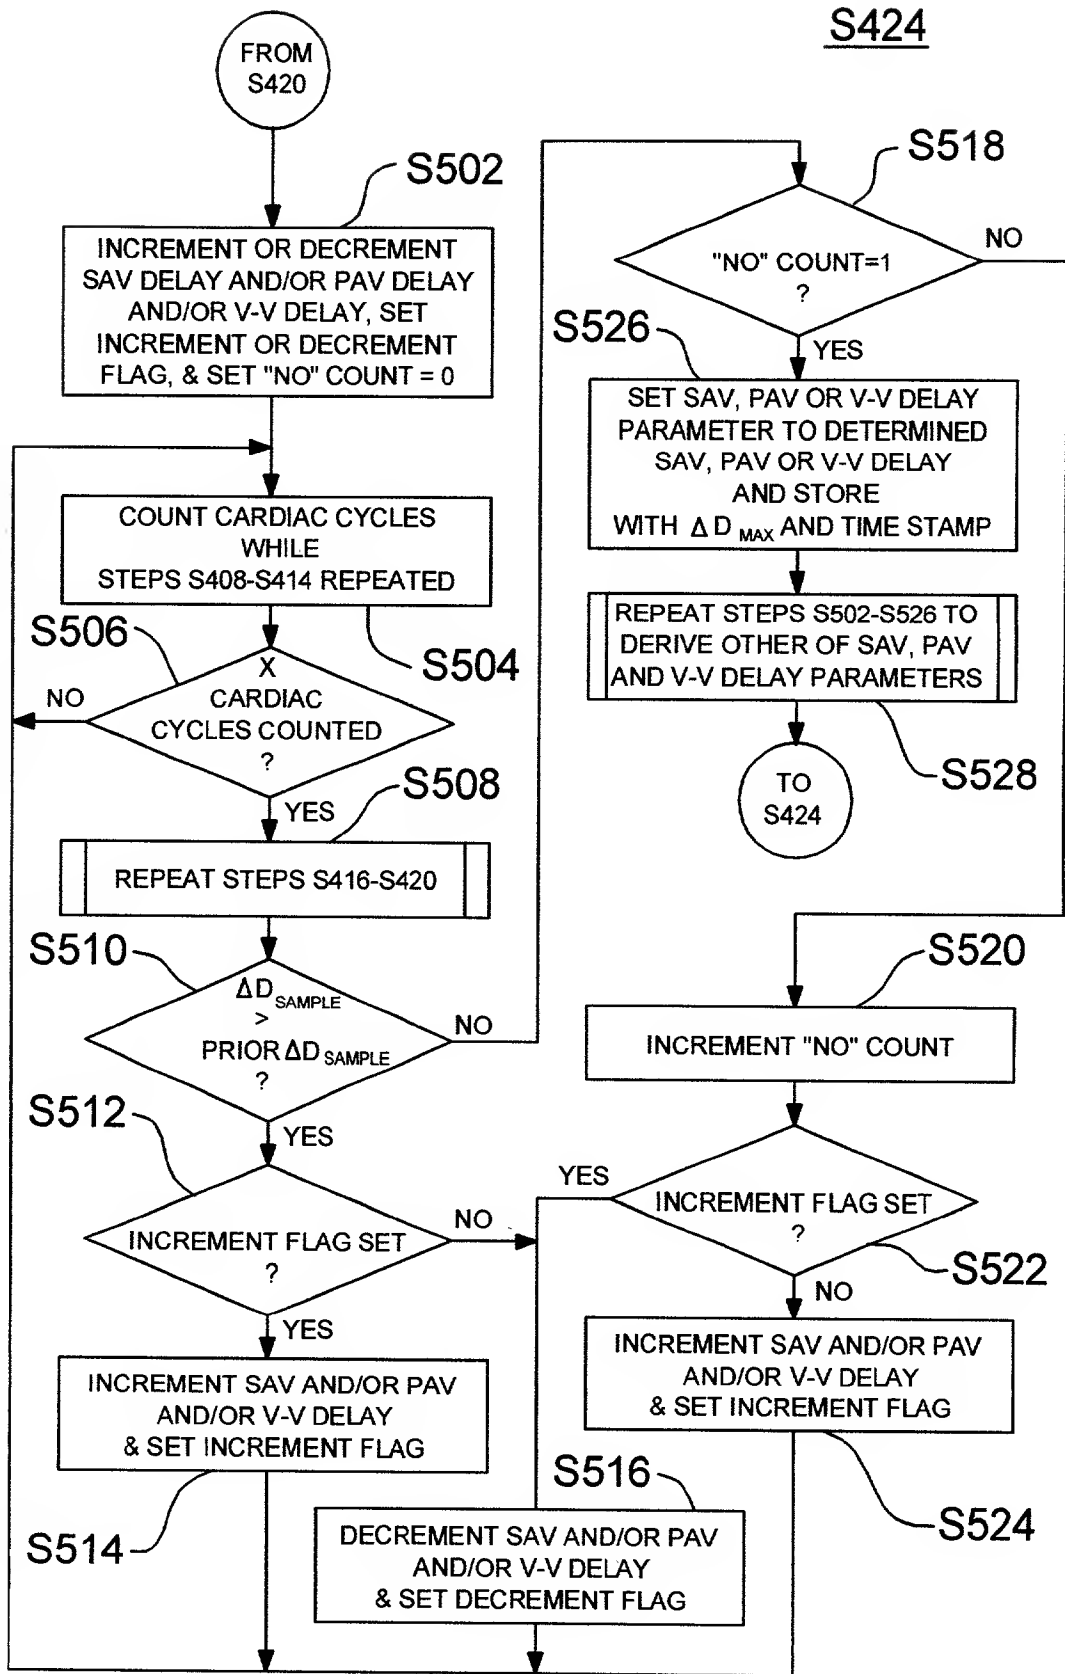 S424
FROM
S420
S502
INCREMENT OR DECREMENT
SAV DELAY AND/OR PAV DELAY
AND/OR V-V DELAY, SET
INCREMENT OR DECREMENT
FLAG, & SET "NO" COUNT = 0
COUNT CARDIAC CYCLES
WHILE
STEPS S408-S414 REPEATED
S504
S506
X
CARDIAC
CYCLES COUNTED
?
NO
YES
S508
REPEAT STEPS S416-S420
S510
ΔD SAMPLE
>
PRIOR ΔD SAMPLE
?
NO
YES
S512
INCREMENT FLAG SET
?
NO
YES
INCREMENT SAV AND/OR PAV
AND/OR V-V DELAY
& SET INCREMENT FLAG
S514
S516
DECREMENT SAV AND/OR PAV
AND/OR V-V DELAY
& SET DECREMENT FLAG
S518
"NO" COUNT=1
?
NO
YES
S526
SET SAV, PAV OR V-V DELAY
PARAMETER TO DETERMINED
SAV, PAV OR V-V DELAY
AND STORE
WITH Δ D MAX AND TIME STAMP
REPEAT STEPS S502-S526 TO
DERIVE OTHER OF SAV, PAV
AND V-V DELAY PARAMETERS
S528
TO
S424
S520
INCREMENT "NO" COUNT
YES
INCREMENT FLAG SET
?
S522
NO
INCREMENT SAV AND/OR PAV
AND/OR V-V DELAY
& SET INCREMENT FLAG
S524